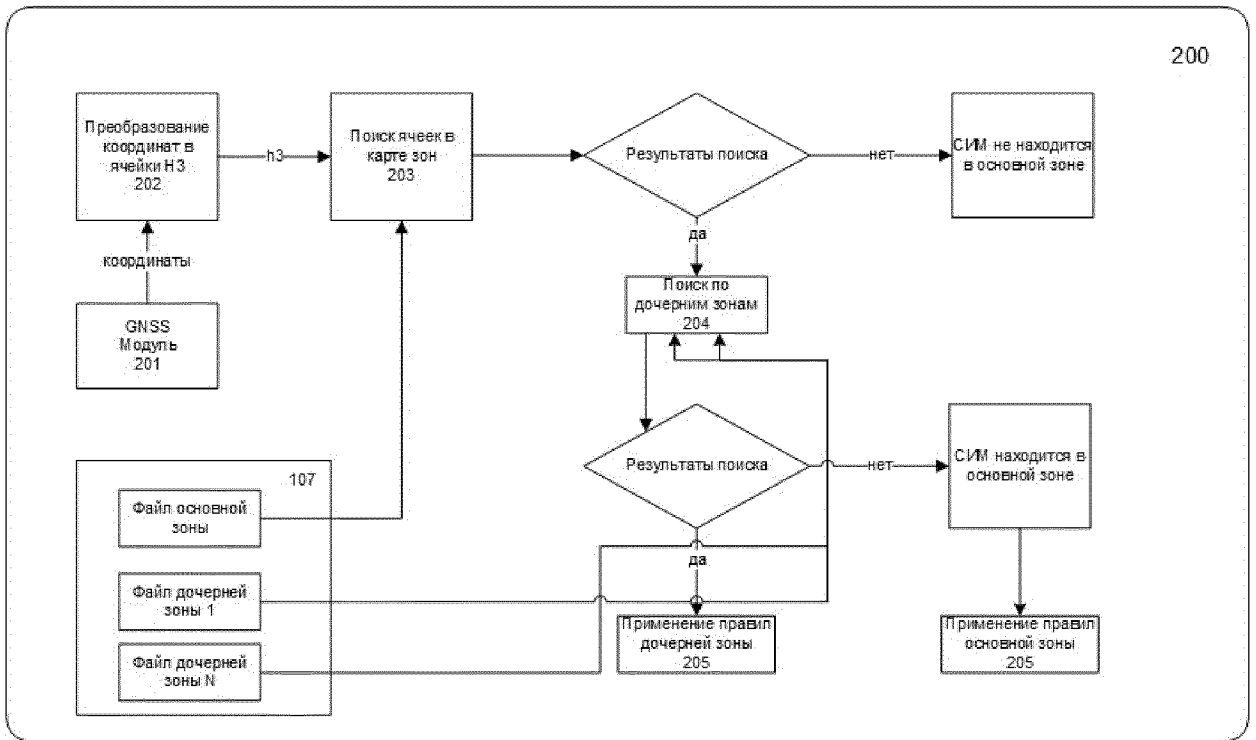 200
Преобразование
координат в
ячейки H3
202
h3
Поиск ячеек в
карте зон
203
Результаты поиска
нет
СИМ не находится
в основной зоне
да
координаты
GNSS
Модуль
201
Поиск по
дочерним зонам
204
Результаты поиска
нет
СИМ находится в
основной зоне
107
Файл основной
зоны
Файл дочерней
зоны 1
Файл дочерней
зоны N
да
Применение правил
дочерней зоны
205
Применение правил
основной зоны
205